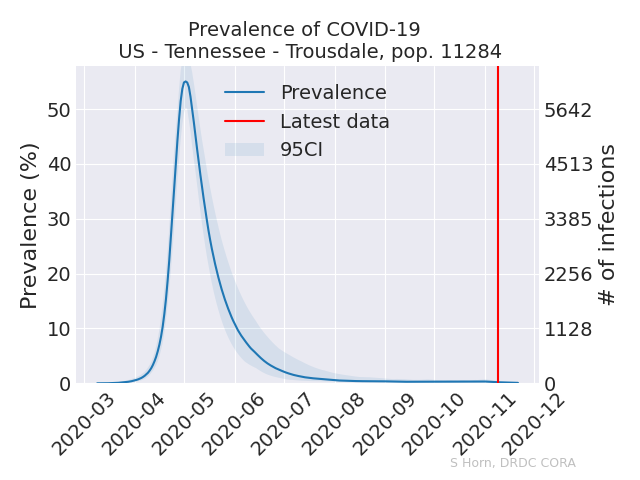 Prevalence of COVID-19
US - Tennessee - Trousdale, pop. 11284
Prevalence
Latest data
95CI
Prevalence (%)
50
40
30
20
10
0
# of infections
5642
4513
3385
2256
1128
0
2020-03
2020-04
2020-05
2020-06
2020-07
2020-08
2020-09
2020-10
2020-11
2020-12
S Horn, DRDC CORA